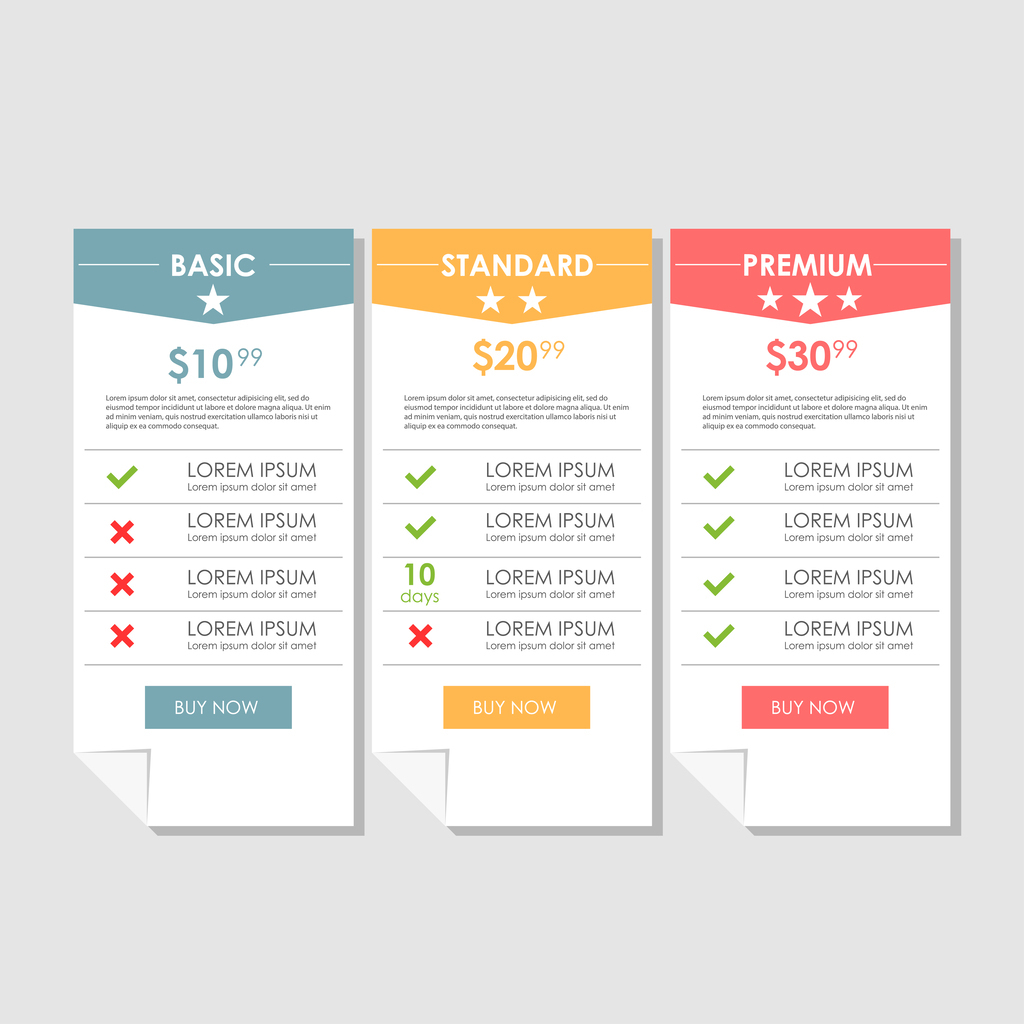 BASIC
$10 99
Lorem ipsum dolor sit amet, consectetur adipisicing elit, sed do
eiusmod tempor incididunt ut labore et dolore magna aliqua. Ut enim
ad minim veniam, quis nostrud exercitation ullamco laboris nisi ut
aliquip ex ea commodo consequat.
LOREM IPSUM
Lorem ipsum dolor sit amet
LOREM IPSUM
Lorem ipsum dolor sit amet
LOREM IPSUM
Lorem ipsum dolor sit amet
LOREM IPSUM
Lorem ipsum dolor sit amet
BUY NOW
STANDARD
$20 99
Lorem ipsum dolor sit amet, consectetur adipisicing elit, sed do
eiusmod tempor incididunt ut labore et dolore magna aliqua. Ut enim
ad minim veniam, quis nostrud exercitation ullamco laboris nisi ut
aliquip ex ea commodo consequat.
LOREM IPSUM
Lorem ipsum dolor sit amet
LOREM IPSUM
Lorem ipsum dolor sit amet
10
days
LOREM IPSUM
Lorem ipsum dolor sit amet
LOREM IPSUM
Lorem ipsum dolor sit amet
BUY NOW
PREMIUM
$30 99
Lorem ipsum dolor sit amet, consectetur adipisicing elit, sed do
eiusmod tempor incididunt ut labore et dolore magna aliqua. Ut enim
ad minim veniam, quis nostrud exercitation ullamco laboris nisi ut
aliquip ex ea commodo consequat.
LOREM IPSUM
Lorem ipsum dolor sit amet
LOREM IPSUM
Lorem ipsum dolor sit amet
LOREM IPSUM
Lorem ipsum dolor sit amet
LOREM IPSUM
Lorem ipsum dolor sit amet
BUY NOW